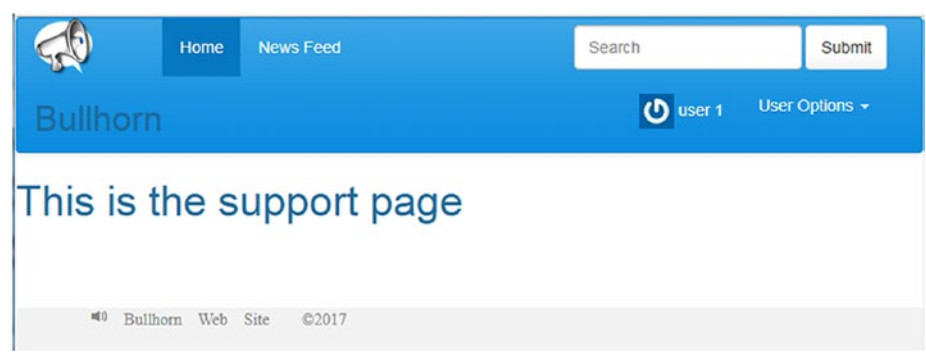 Home News Feed Search Submit
Bullhorn user 1 User Options
This is the support page
Bullhorn Web Site ©2017